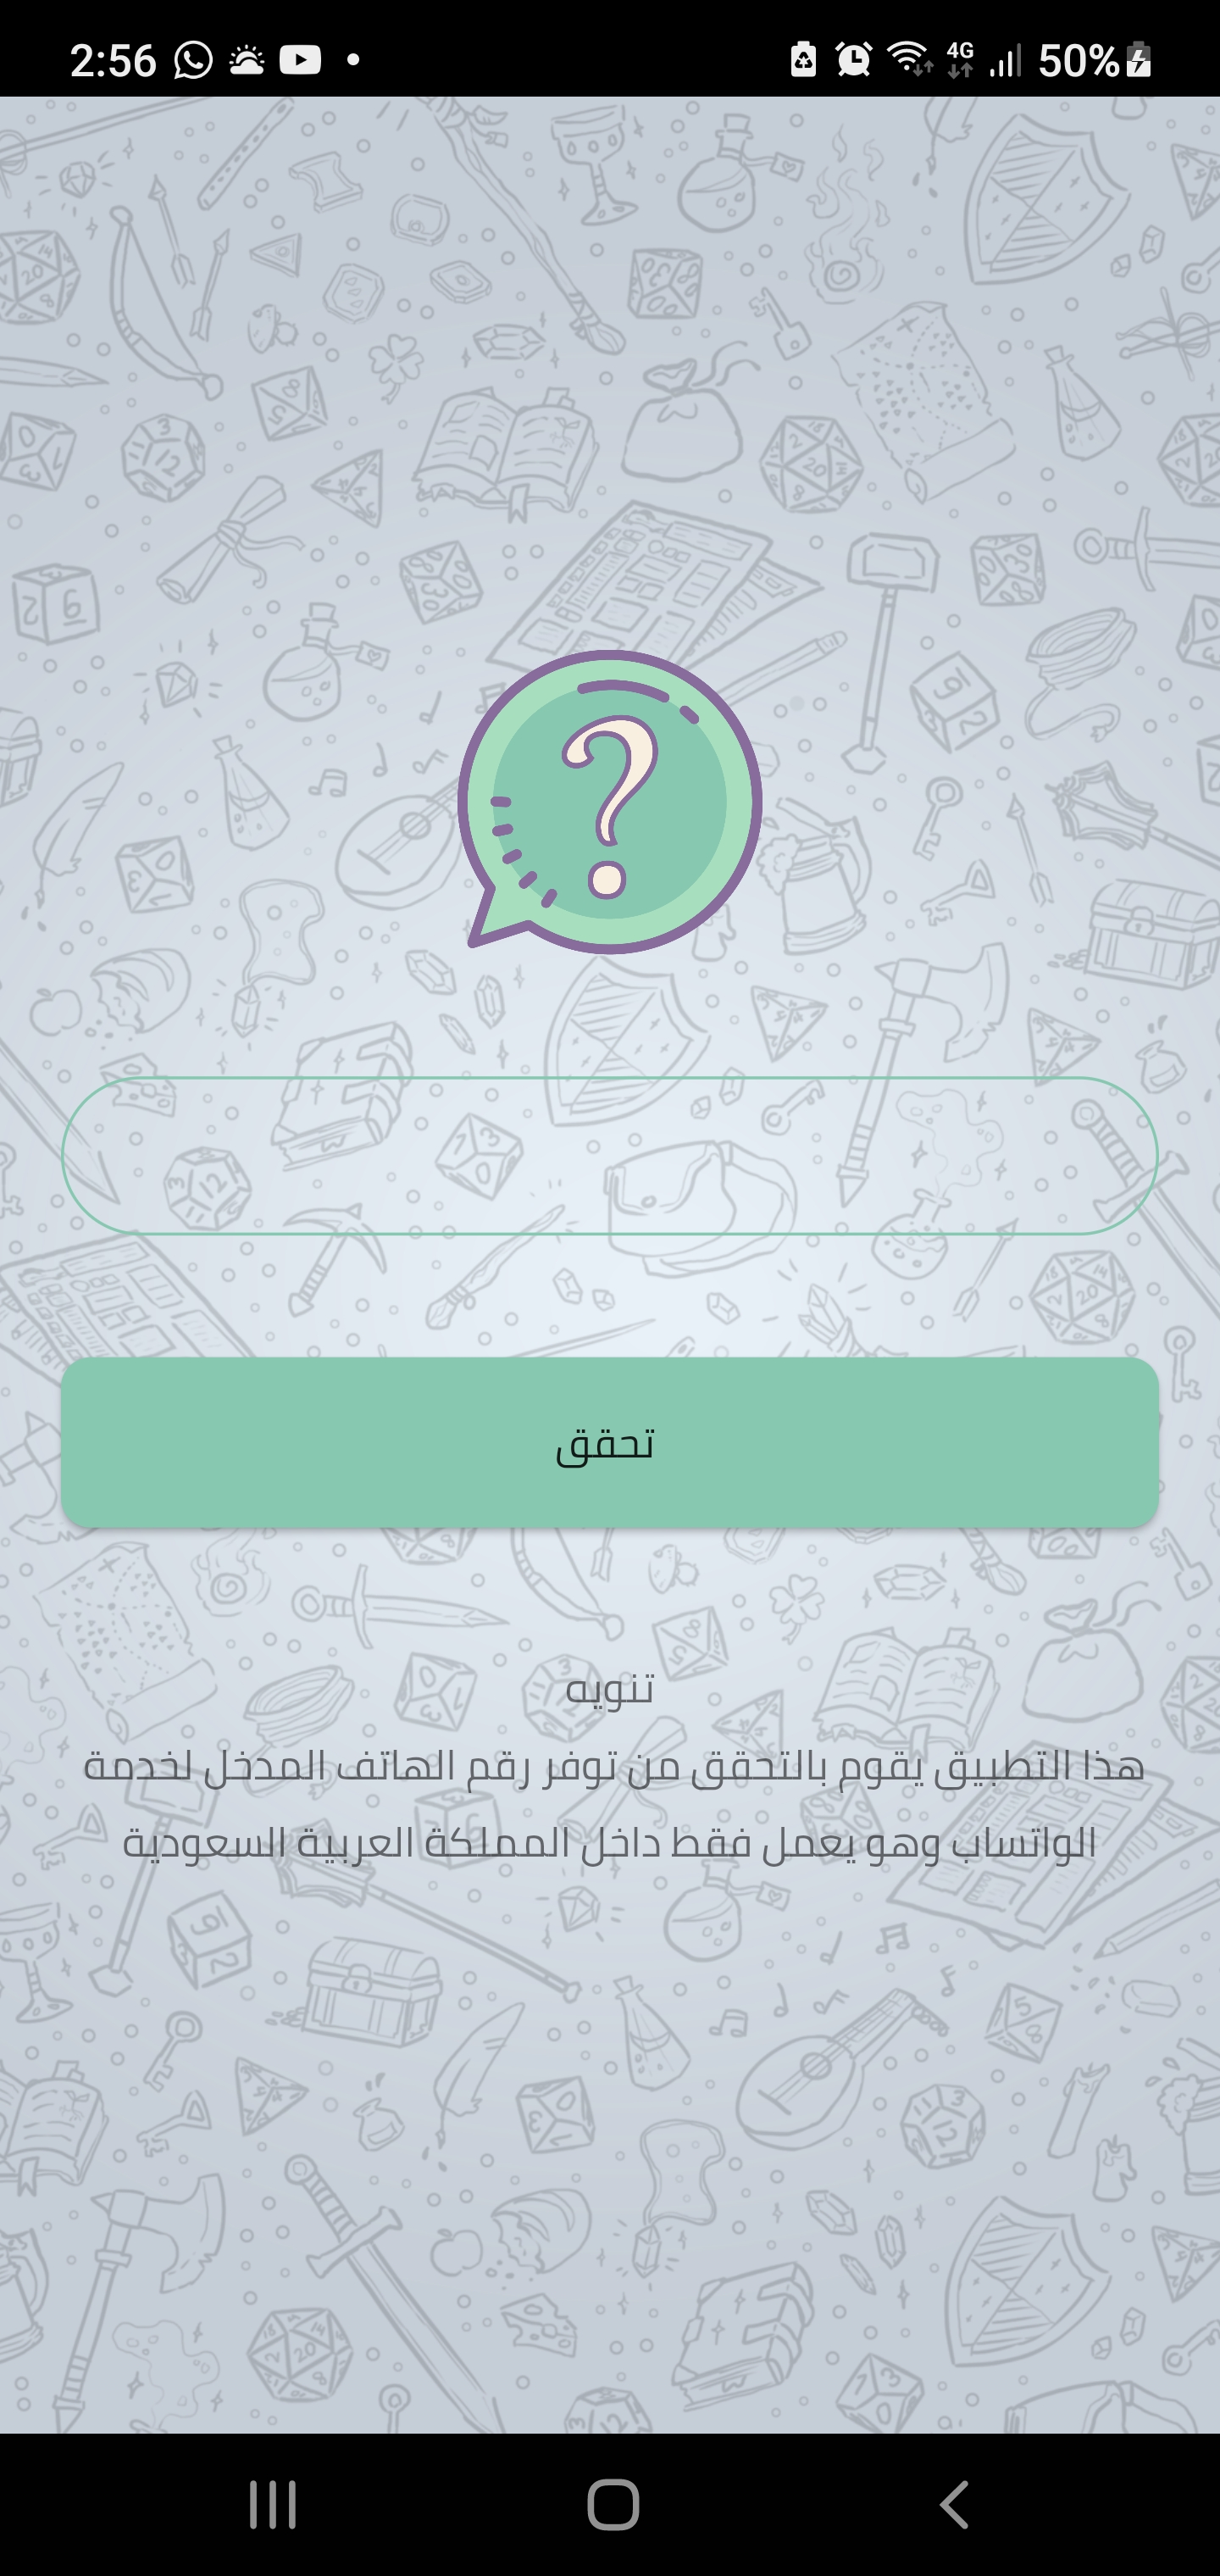 2:56
4G
50%
?
تحقق
تنويه
هذا التطبيق يقوم بالتحقق من توفر رقم الهاتف المدخل لخدمة
الواتساب وهو يعمل فقط داخل المملكة العربية السعودية